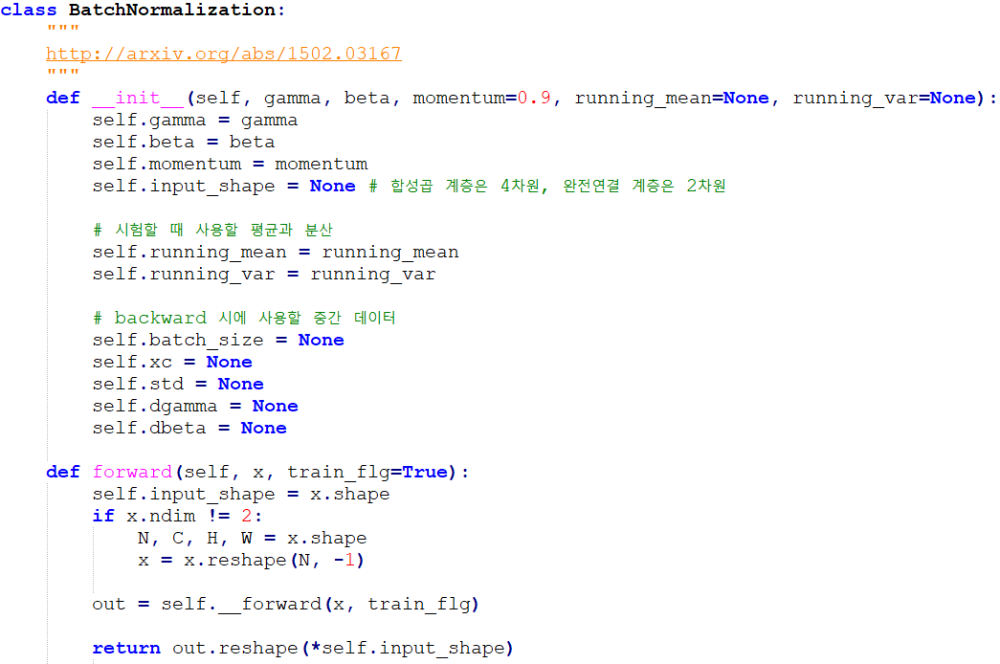 class BatchNormalization:
    """
    http://arxiv.org/abs/1502.03167
    """
    def __init__(self, gamma, beta, momentum=0.9, running_mean=None, running_var=None):
        self.gamma = gamma
        self.beta = beta
        self.momentum = momentum
        self.input_shape = None # 합성곱 계층은 4차원, 완전연결 계층은 2차원
        # 시험할 때 사용할 평균과 분산
        self.running_mean = running_mean
        self.running_var = running_var
        # backward 시에 사용할 중간 데이터
        self.batch_size = None
        self.xc = None
        self.std = None
        self.dgamma = None
        self.dbeta = None
    def forward(self, x, train_flg=True):
        self.input_shape = x.shape
        if x.ndim != 2:
            N, C, H, W = x.shape
            x = x.reshape(N, -1)
        out = self.__forward(x, train_flg)
        return out.reshape(*self.input_shape)